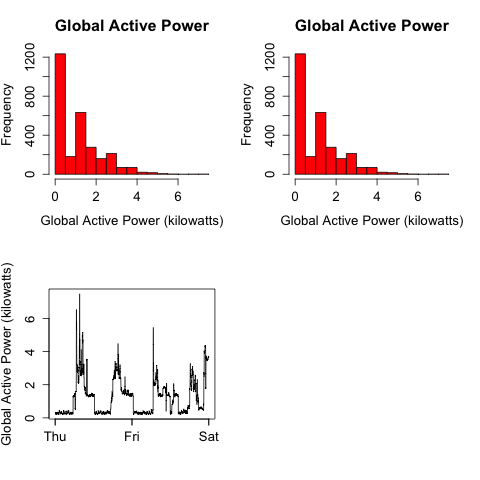 Global Active Power
Frequency
0 400 800 1200
0 2 4 6
Global Active Power (kilowatts)
Global Active Power
Frequency
0 400 800 1200
0 2 4 6
Global Active Power (kilowatts)
Global Active Power (kilowatts)
0 2 4 6
Thu Fri Sat